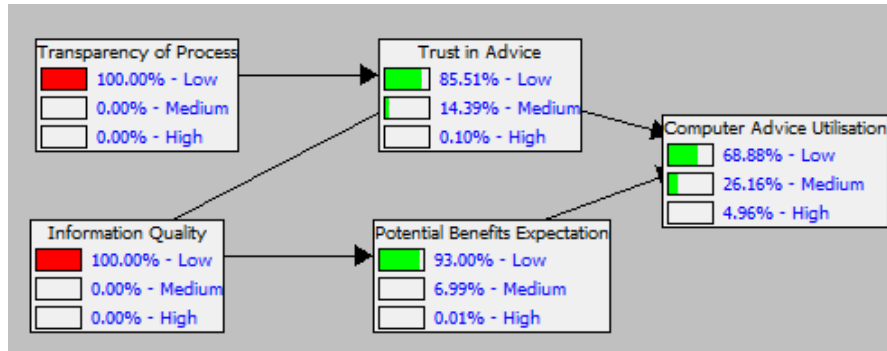 Transparency of Process
100.00% - Low
0.00% - Medium
0.00% - High
Trust in Advice
85.51% - Low
14.39% - Medium
0.10% - High
Computer Advice Utilisation
68.88% - Low
26.16% - Medium
4.96% - High
Information Quality
100.00% - Low
0.00% - Medium
0.00% - High
Potential Benefits Expectation
93.00% - Low
6.99% - Medium
0.01% - High